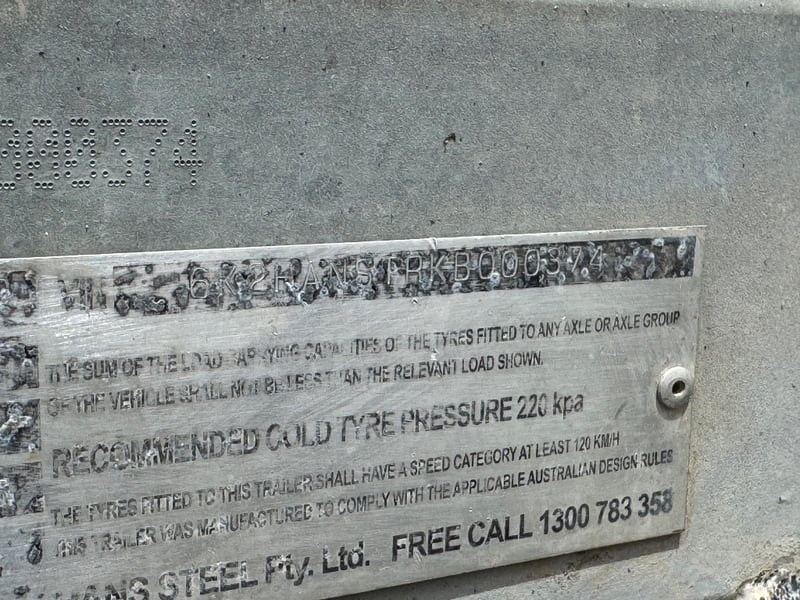 000374
VIN 6K2HANSTRKB000374
THE SUM OF THE LOAD CARRYING CAPACITIES OF THE TYRES FITTED TO ANY AXLE OR AXLE GROUP
OF THE VEHICLE SHALL NOT BE LESS THAN THE RELEVANT LOAD SHOWN.
RECOMMENDED COLD TYRE PRESSURE 220 kpa
THE TYRES FITTED TO THIS TRAILER SHALL HAVE A SPEED CATEGORY AT LEAST 120 KM/H
THIS TRAILER WAS MANUFACTURED TO COMPLY WITH THE APPLICABLE AUSTRALIAN DESIGN RULES
HANS STEEL Pty. Ltd. FREE CALL 1300 783 358